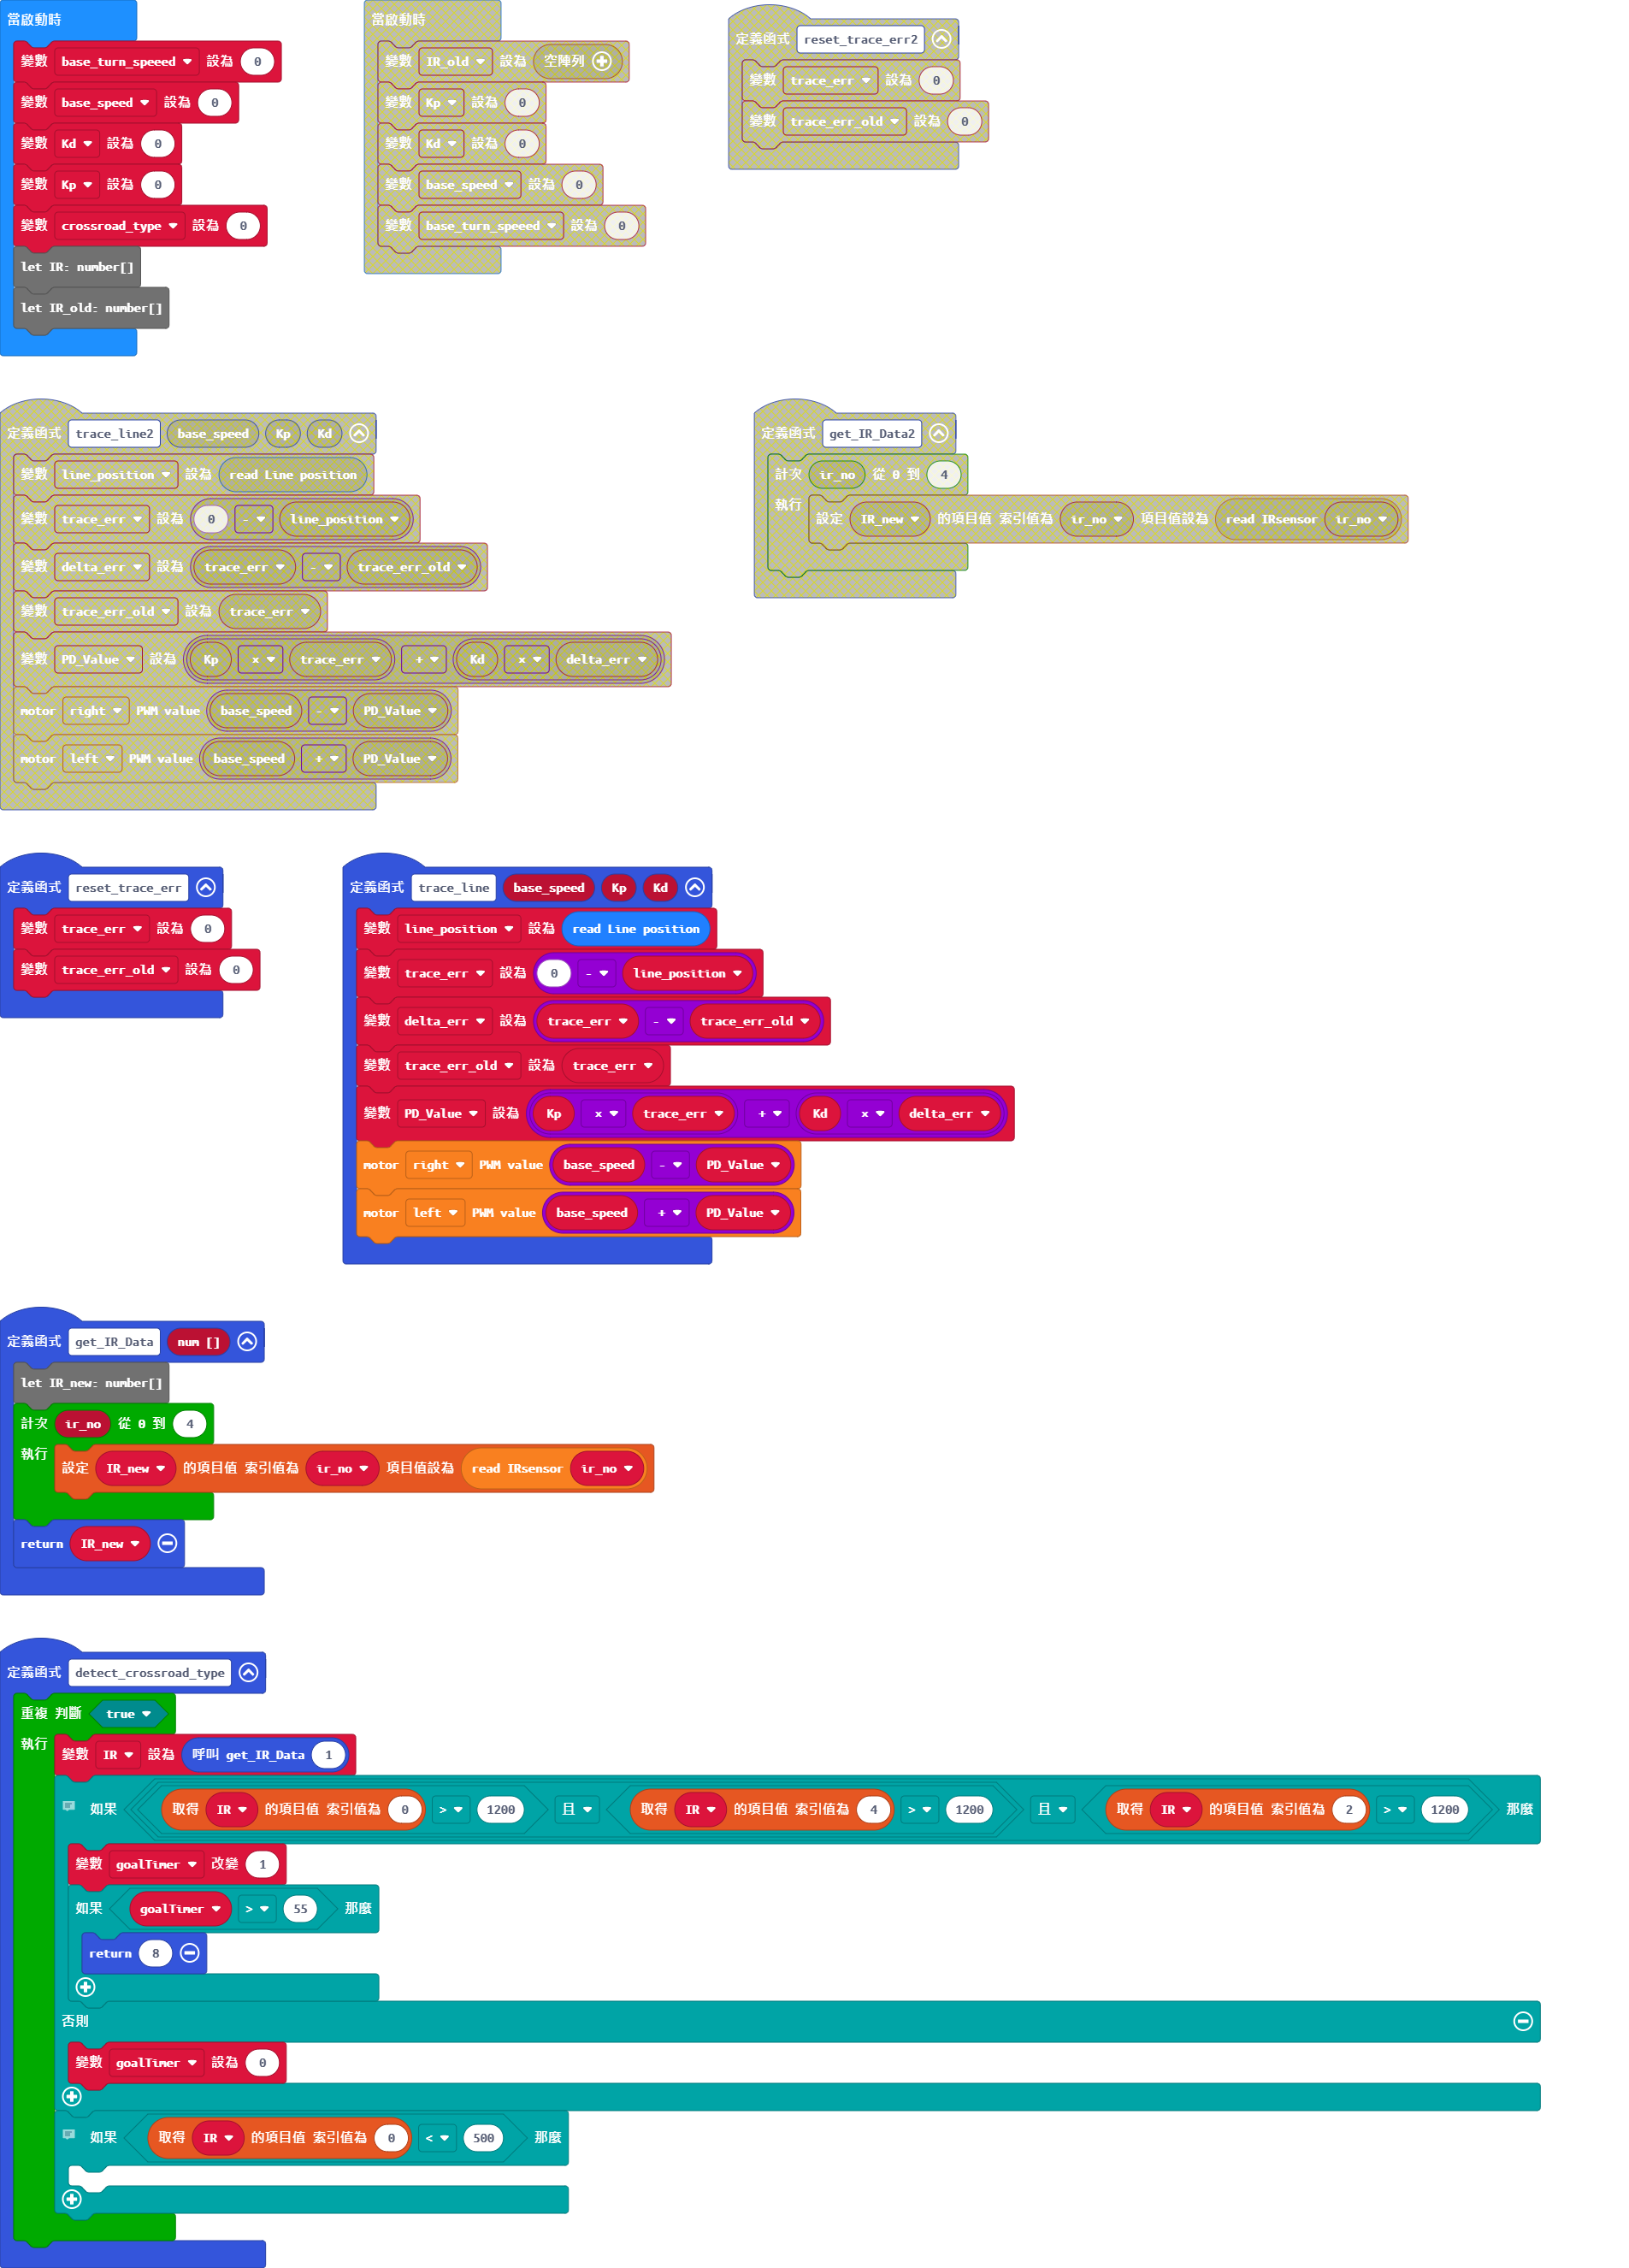 當啟動時
變數 base_turn_speeed 設為 0
變數 base_speed 設為 0
變數 Kd 設為 0
變數 Kp 設為 0
變數 crossroad_type 設為 0
let IR: number[]
let IR_old: number[]
當啟動時
變數 IR_old 設為 空陣列
變數 Kp 設為 0
變數 Kd 設為 0
變數 base_speed 設為 0
變數 base_turn_speeed 設為 0
定義函式 reset_trace_err2
變數 trace_err 設為 0
變數 trace_err_old 設為 0
定義函式 trace_line2 base_speed Kp Kd
變數 line_position 設為 read Line position
變數 trace_err 設為 0 - line_position
變數 delta_err 設為 trace_err - trace_err_old
變數 trace_err_old 設為 trace_err
變數 PD_Value 設為 Kp x trace_err + Kd x delta_err
motor right PWM value base_speed - PD_Value
motor left PWM value base_speed + PD_Value
定義函式 get_IR_Data2
計次 ir_no 從 0 到 4
執行
設定 IR_new 的項目值 索引值為 ir_no 項目值設為 read IRsensor ir_no
定義函式 reset_trace_err
變數 trace_err 設為 0
變數 trace_err_old 設為 0
定義函式 trace_line base_speed Kp Kd
變數 line_position 設為 read Line position
變數 trace_err 設為 0 - line_position
變數 delta_err 設為 trace_err - trace_err_old
變數 trace_err_old 設為 trace_err
變數 PD_Value 設為 Kp x trace_err + Kd x delta_err
motor right PWM value base_speed - PD_Value
motor left PWM value base_speed + PD_Value
定義函式 get_IR_Data num []
let IR_new: number[]
計次 ir_no 從 0 到 4
執行
設定 IR_new 的項目值 索引值為 ir_no 項目值設為 read IRsensor ir_no
return IR_new
定義函式 detect_crossroad_type
重複 判斷 true
執行
變數 IR 設為 呼叫 get_IR_Data 1
如果 取得 IR 的項目值 索引值為 0 > 1200 且 取得 IR 的項目值 索引值為 4 > 1200 且 取得 IR 的項目值 索引值為 2 > 1200 那麼
變數 goalTimer 改變 1
如果 goalTimer > 55 那麼
return 8
否則
變數 goalTimer 設為 0
如果 取得 IR 的項目值 索引值為 0 < 500 那麼